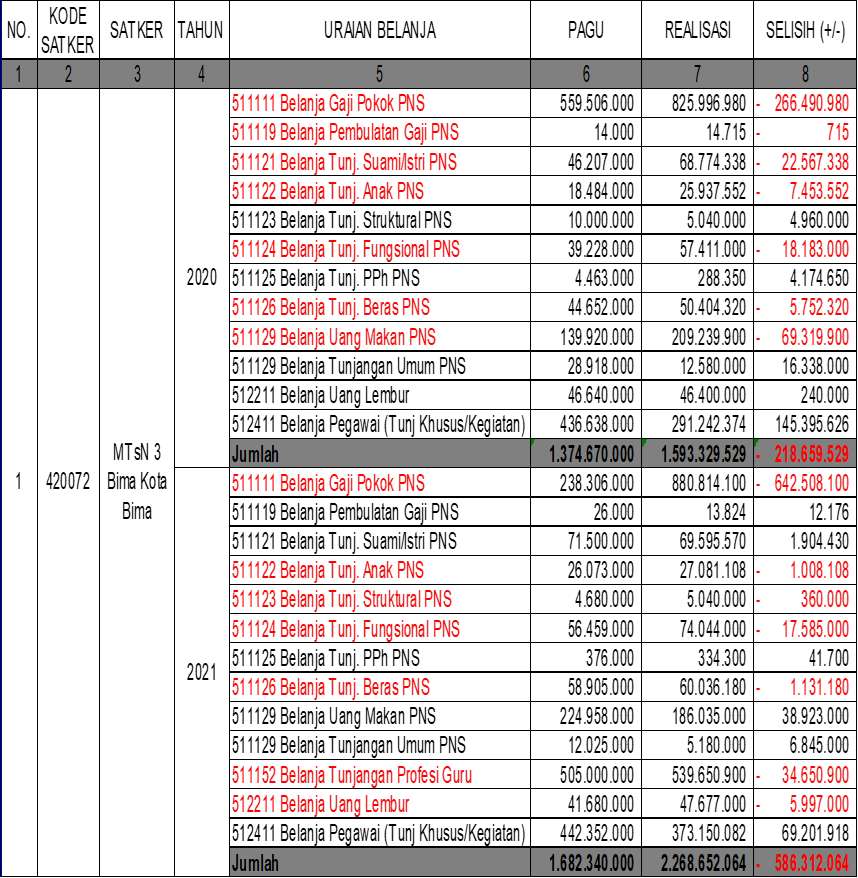 NO. KODE SATKER SATKER TAHUN URAIAN BELANJA PAGU REALISASI SELISIH (+/-)
1 2 3 4 5 6 7 8
511111 Belanja Gaji Pokok PNS 559.506.000 825.996.980 - 266.490.980
511119 Belanja Pembulatan Gaji PNS 14.000 14.715 - 715
511121 Belanja Tunj. Suami/Istri PNS 46.207.000 68.774.338 - 22.567.338
511122 Belanja Tunj. Anak PNS 18.484.000 25.937.552 - 7.453.552
511123 Belanja Tunj. Struktural PNS 10.000.000 5.040.000 4.960.000
511124 Belanja Tunj. Fungsional PNS 39.228.000 57.411.000 - 18.183.000
2020 511125 Belanja Tunj. PPh PNS 4.463.000 288.350 4.174.650
511126 Belanja Tunj. Beras PNS 44.652.000 50.404.320 - 5.752.320
511129 Belanja Uang Makan PNS 139.920.000 209.239.900 - 69.319.900
511129 Belanja Tunjangan Umum PNS 28.918.000 12.580.000 16.338.000
512211 Belanja Uang Lembur 46.640.000 46.400.000 240.000
512411 Belanja Pegawai (Tunj Khusus/Kegiatan) 436.638.000 291.242.374 145.395.626
Jumlah 1.374.670.000 1.593.329.529 - 218.659.529
1 420072 MTsN 3 Bima Kota Bima 511111 Belanja Gaji Pokok PNS 238.306.000 880.814.100 - 642.508.100
511119 Belanja Pembulatan Gaji PNS 26.000 13.824 12.176
511121 Belanja Tunj. Suami/Istri PNS 71.500.000 69.595.570 1.904.430
511122 Belanja Tunj. Anak PNS 26.073.000 27.081.108 - 1.008.108
511123 Belanja Tunj. Struktural PNS 4.680.000 5.040.000 - 360.000
511124 Belanja Tunj. Fungsional PNS 56.459.000 74.044.000 - 17.585.000
2021 511125 Belanja Tunj. PPh PNS 376.000 334.300 41.700
511126 Belanja Tunj. Beras PNS 58.905.000 60.036.180 - 1.131.180
511129 Belanja Uang Makan PNS 224.958.000 186.035.000 38.923.000
511129 Belanja Tunjangan Umum PNS 12.025.000 5.180.000 6.845.000
511152 Belanja Tunjangan Profesi Guru 505.000.000 539.650.900 - 34.650.900
512211 Belanja Uang Lembur 41.680.000 47.677.000 - 5.997.000
512411 Belanja Pegawai (Tunj Khusus/Kegiatan) 442.352.000 373.150.082 69.201.918
Jumlah 1.682.340.000 2.268.652.064 - 586.312.064